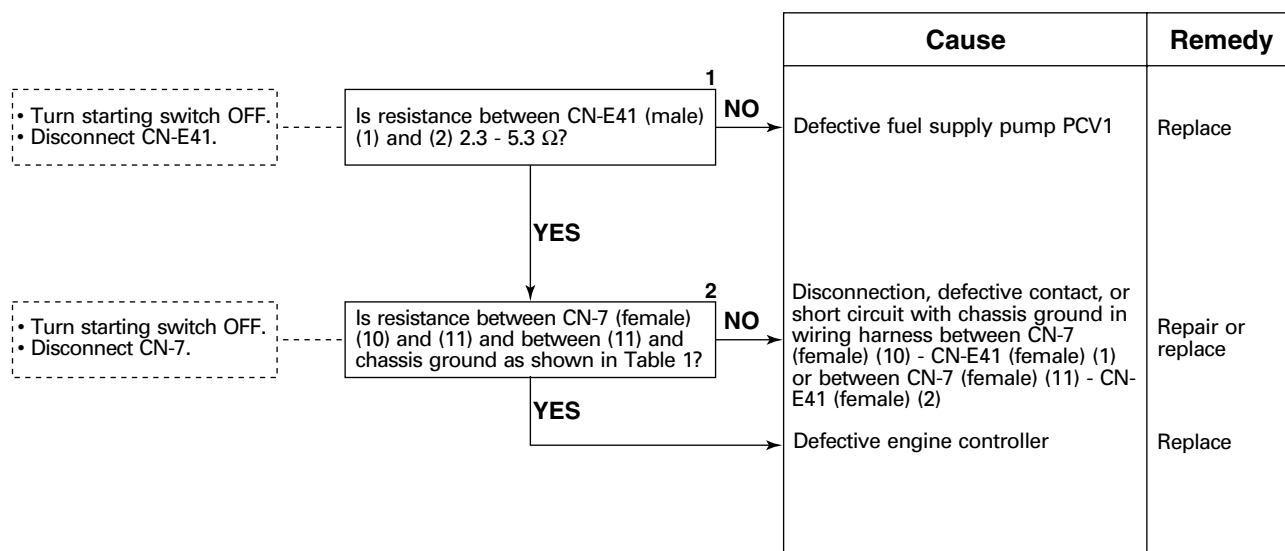 Cause
Remedy
1
• Turn starting switch OFF.
• Disconnect CN-E41.
Is resistance between CN-E41 (male)
(1) and (2) 2.3 - 5.3 Ω?
NO
Defective fuel supply pump PCV1
Replace
YES
2
• Turn starting switch OFF.
• Disconnect CN-7.
Is resistance between CN-7 (female)
(10) and (11) and between (11) and
chassis ground as shown in Table 1?
NO
Disconnection, defective contact, or
short circuit with chassis ground in
wiring harness between CN-7
(female) (10) - CN-E41 (female) (1)
or between CN-7 (female) (11) - CN-
E41 (female) (2)
Repair or
replace
YES
Defective engine controller
Replace